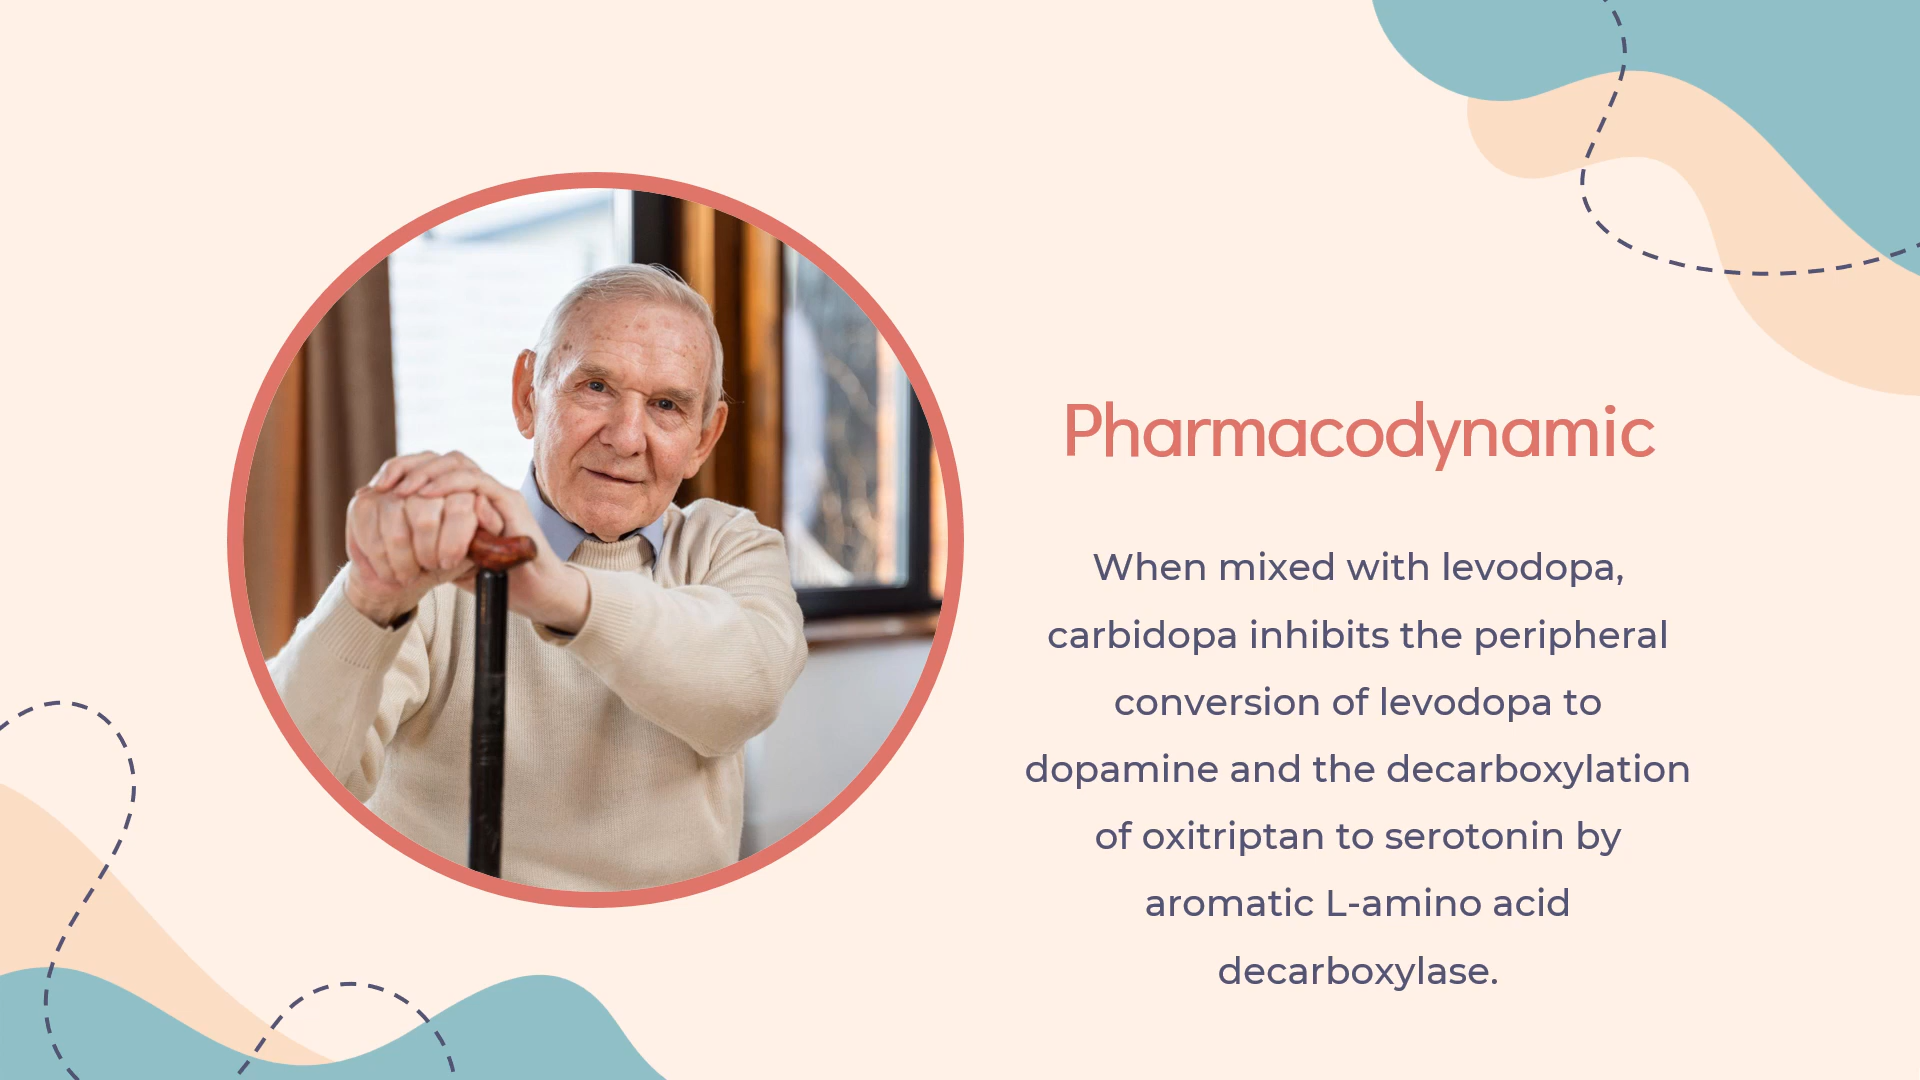 Pharmacodynamic
When mixed with levodopa,
carbidopa inhibits the peripheral
conversion of levodopa to
dopamine and the decarboxylation
of oxitriptan to serotonin by
aromatic L-amino acid
decarboxylase.